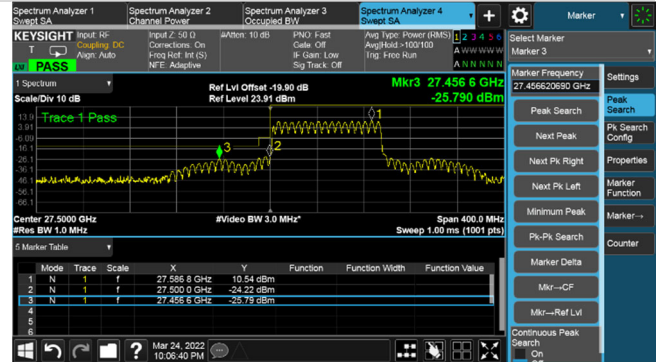 Spectrum Analyzer 1 Spectrum Analyzer 2 Spectrum Analyzer 3 Spectrum Analyzer 4
Swept SA Channel Power Occupied BW Swept SA
Marker
KEYSIGHT Input: RF Input Z: 50 Ω #Atten: 10 dB PNO: Fast Avg Type: Power (RMS) 1 2 3 4 5 6
T Coupling: DC Corrections: On Gate: Off Avg|Hold:>100/100 A W W W W W
Align: Auto Freq Ref: Int (S) IF Gain: Low Trig: Free Run
NFE: Adaptive Sig Track: Off A N N N N N
LXI PASS
Select Marker
Marker 3
1 Spectrum
Ref Lvl Offset -19.90 dB Mkr3 27.456 6 GHz
Scale/Div 10 dB Ref Level 23.91 dBm -25.790 dBm
Trace 1 Pass
13.9
3.91
-6.09
-16.1
-26.1
-36.1
-46.1
-56.1
-66.1
1
2
3
Center 27.5000 GHz #Video BW 3.0 MHz* Span 400.0 MHz
#Res BW 1.0 MHz Sweep 1.00 ms (1001 pts)
5 Marker Table
Mode Trace Scale X Y Function Function Width Function Value
1 N 1 f 27.586 8 GHz 10.54 dBm
2 N 1 f 27.500 0 GHz -24.22 dBm
3 N 1 f 27.456 6 GHz -25.79 dBm
4
5
6
Mar 24, 2022
10:06:40 PM
Marker Frequency
27.456620690 GHz
Peak Search
Next Peak
Next Pk Right
Next Pk Left
Minimum Peak
Pk-Pk Search
Marker Delta
Mkr→CF
Mkr→Ref Lvl
Continuous Peak
Search
On
Off
Settings
Peak
Search
Pk Search
Config
Properties
Marker
Function
Marker→
Counter